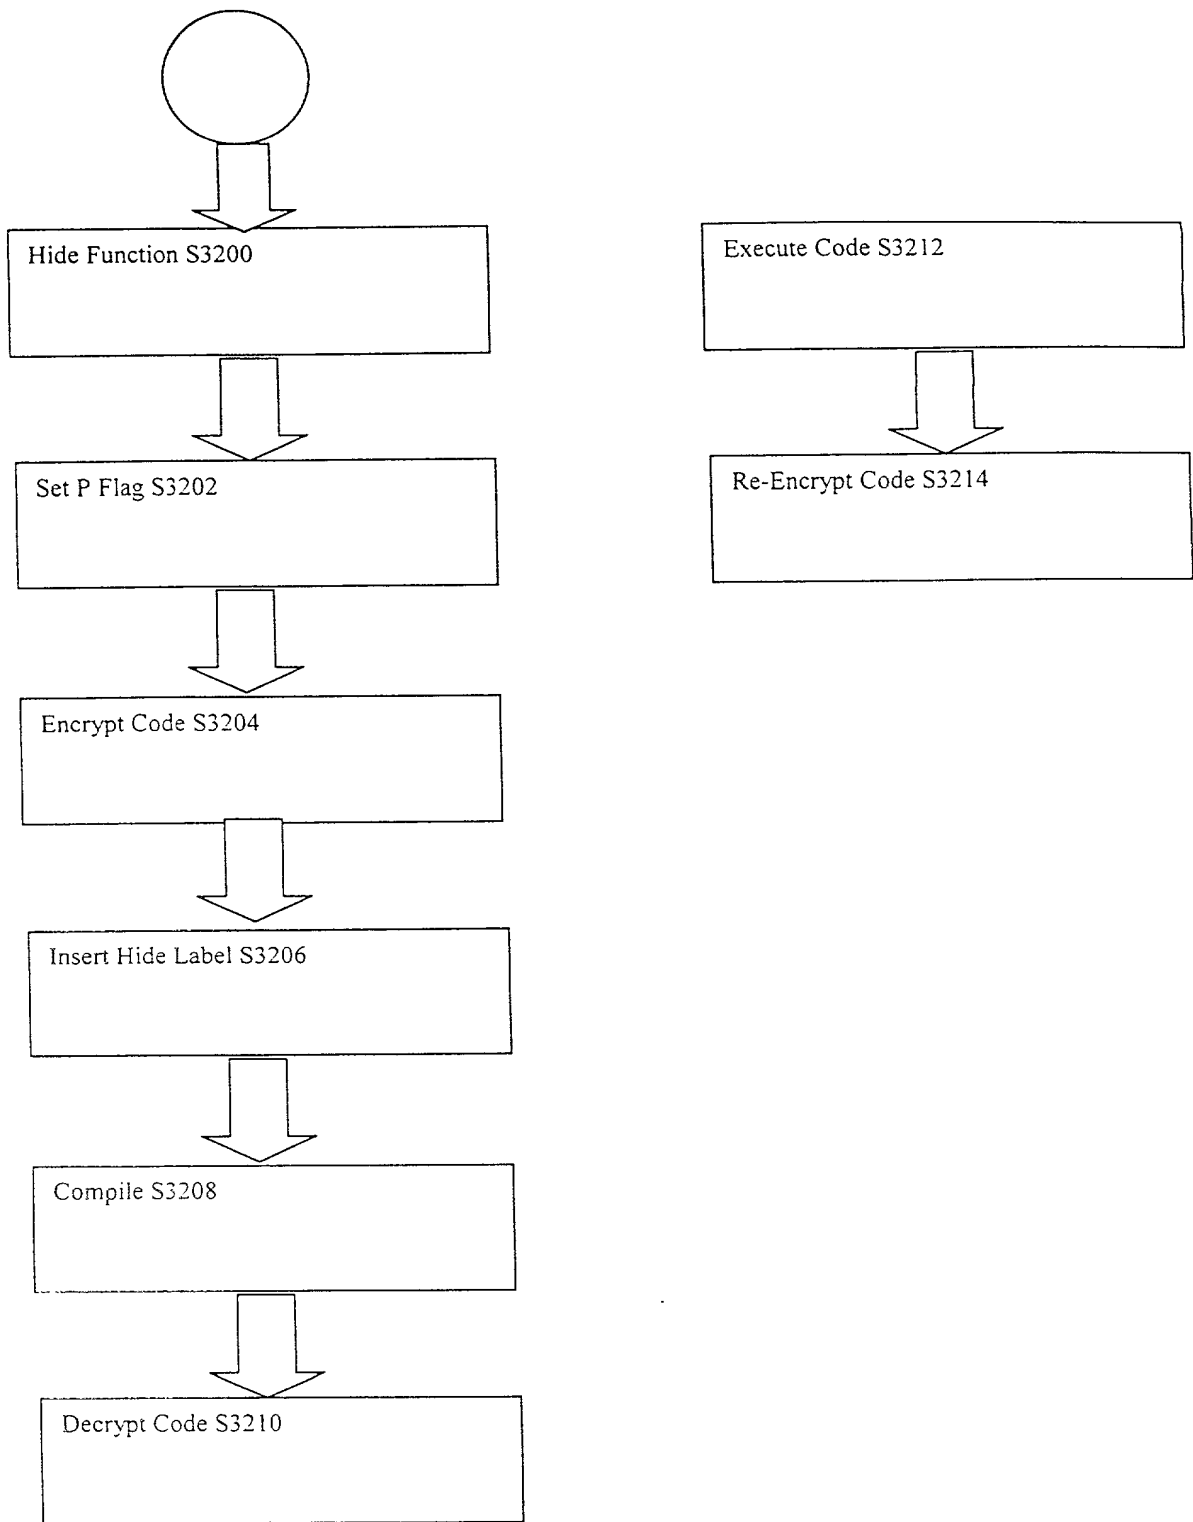 Hide Function S3200
Set P Flag S3202
Encrypt Code S3204
Insert Hide Label S3206
Compile S3208
Decrypt Code S3210
Execute Code S3212
Re-Encrypt Code S3214